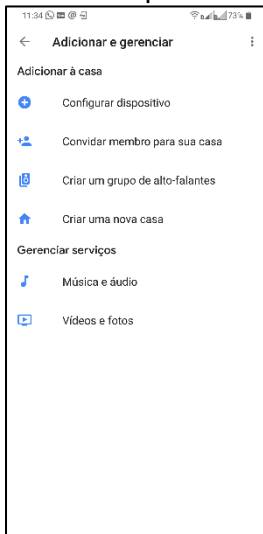 11:34 73%
Adicionar e gerenciar
Adicionar à casa
Configurar dispositivo
Convidar membro para sua casa
Criar um grupo de alto-falantes
Criar uma nova casa
Gerenciar serviços
Música e áudio
Vídeos e fotos